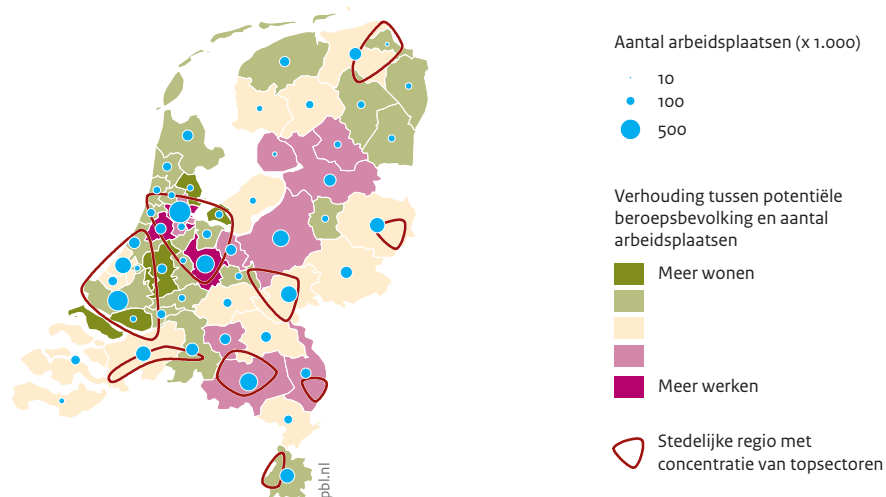 Aantal arbeidsplaatsen (x 1.000)
10
100
500
Verhouding tussen potentiële
beroepsbevolking en aantal
arbeidsplaatsen
Meer wonen
Meer werken
Stedelijke regio met
concentratie van topsectoren
pbl.nl